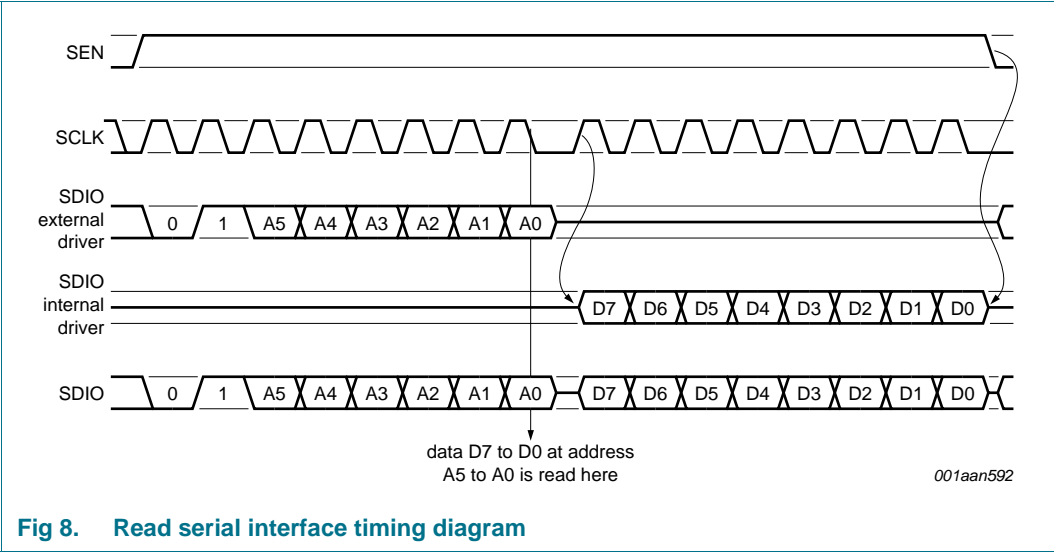 SEN
SCLK
SDIO
external
driver
0 1 A5 A4 A3 A2 A1 A0
SDIO
internal
driver
D7 D6 D5 D4 D3 D2 D1 D0
SDIO
0 1 A5 A4 A3 A2 A1 A0 D7 D6 D5 D4 D3 D2 D1 D0
data D7 to D0 at address
A5 to A0 is read here
001aan592
Fig 8. Read serial interface timing diagram